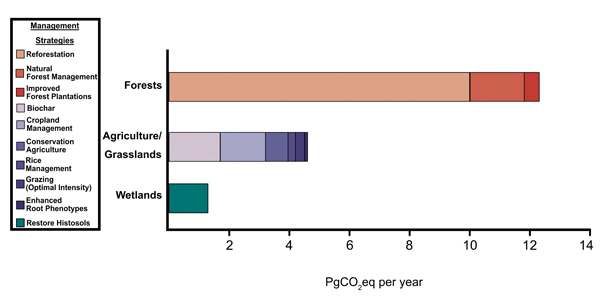 Management
Strategies
Reforestation
Natural
Forest Management
Improved
Forest Plantations
Biochar
Cropland
Management
Conservation
Agriculture
Rice
Management
Grazing
(Optimal Intensity)
Enhanced
Root Phenotypes
Restore Histosols
Forests
Agriculture/
Grasslands
Wetlands
2 4 6 8 10 12 14
PgCO₂eq per year